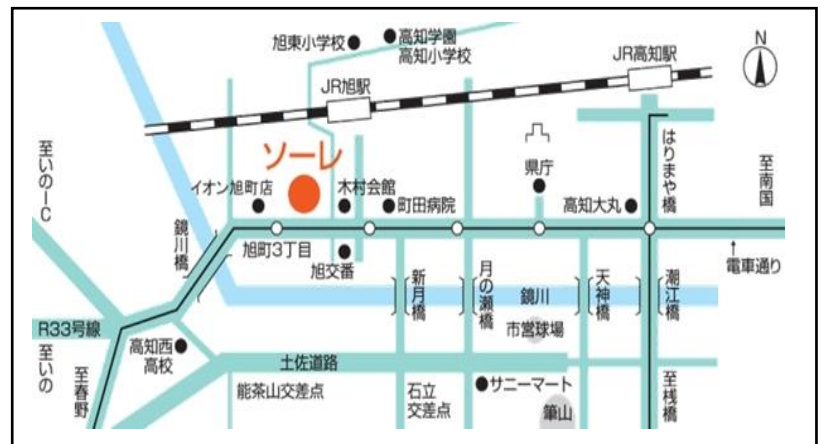 旭東小学校
高知学園
高知小学校
N
JR高知駅
JR旭駅
至いのIC
ソーレ
イオン旭町店
木村会館
町田病院
県庁
高知大丸
はりまや橋
至南国
鏡川橋
旭町3丁目
旭交番
新月橋
月の瀬橋
鏡川
天神橋
潮江橋
電車通り
市営球場
R33号線
至いの
至春野
高知西
高校
土佐道路
能茶山交差点
石立
交差点
サニーマート
筆山
至桟橋